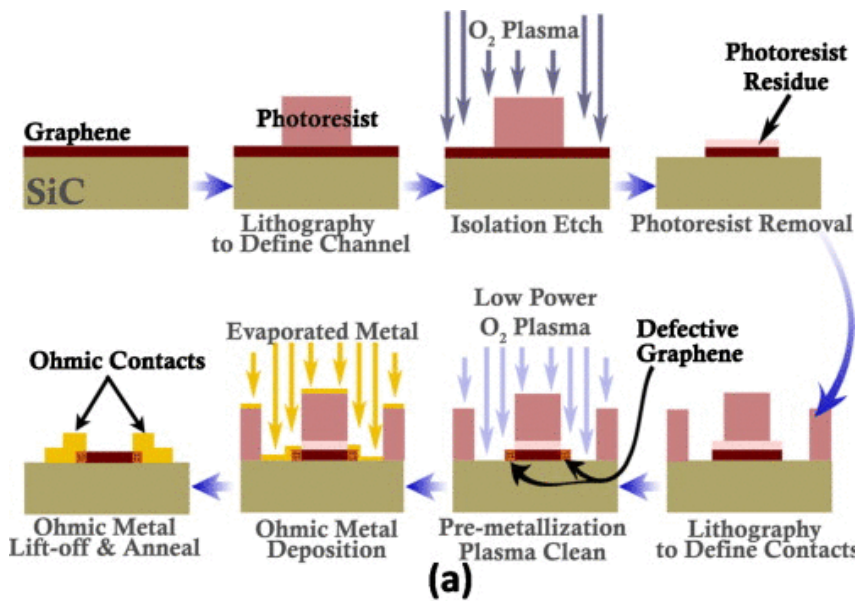 Graphene
SiC
Photoresist
Lithography
to Define Channel
O₂ Plasma
Isolation Etch
Photoresist
Residue
Photoresist Removal
Ohmic Contacts
Ohmic Metal
Lift-off & Anneal
Evaporated Metal
Ohmic Metal
Deposition
Low Power
O₂ Plasma
Defective
Graphene
Pre-metallization
Plasma Clean
Lithography
to Define Contacts
(a)